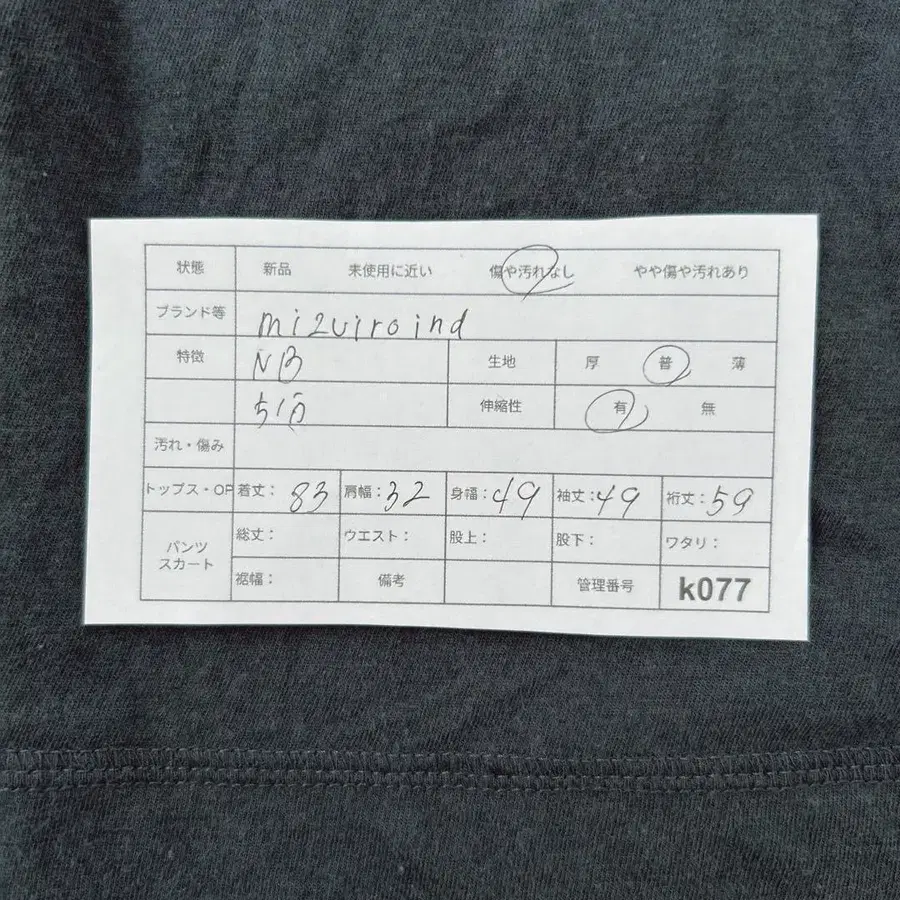 状態 新品 未使用に近い 傷や汚れなし やや傷や汚れあり
ブランド等 mizuiroind
特徴 NB 生地 厚 普 薄
伸縮性 有 無
汚れ・傷み
トップス・OP 着丈: 83 肩幅: 32 身幅: 49 袖丈: 49 裄丈: 59
パンツ スカート 総丈: ウエスト: 股上: 股下: ワタリ:
裾幅: 備考 管理番号 k077